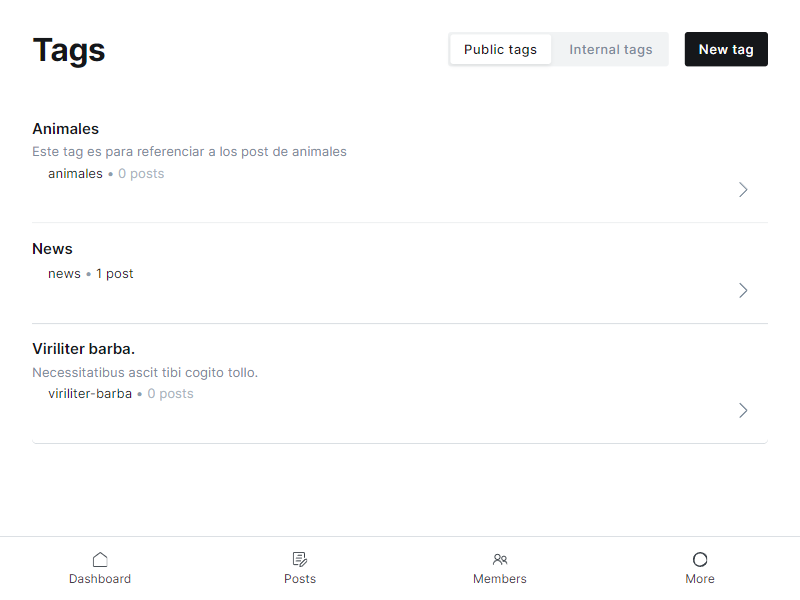 Tags
Public tags
Internal tags
New tag
Animales
Este tag es para referenciar a los post de animales
animales • 0 posts
News
news • 1 post
Viriliter barba.
Necessitatibus ascit tibi cogito tollo.
viriliter-barba • 0 posts
Dashboard
Posts
Members
More